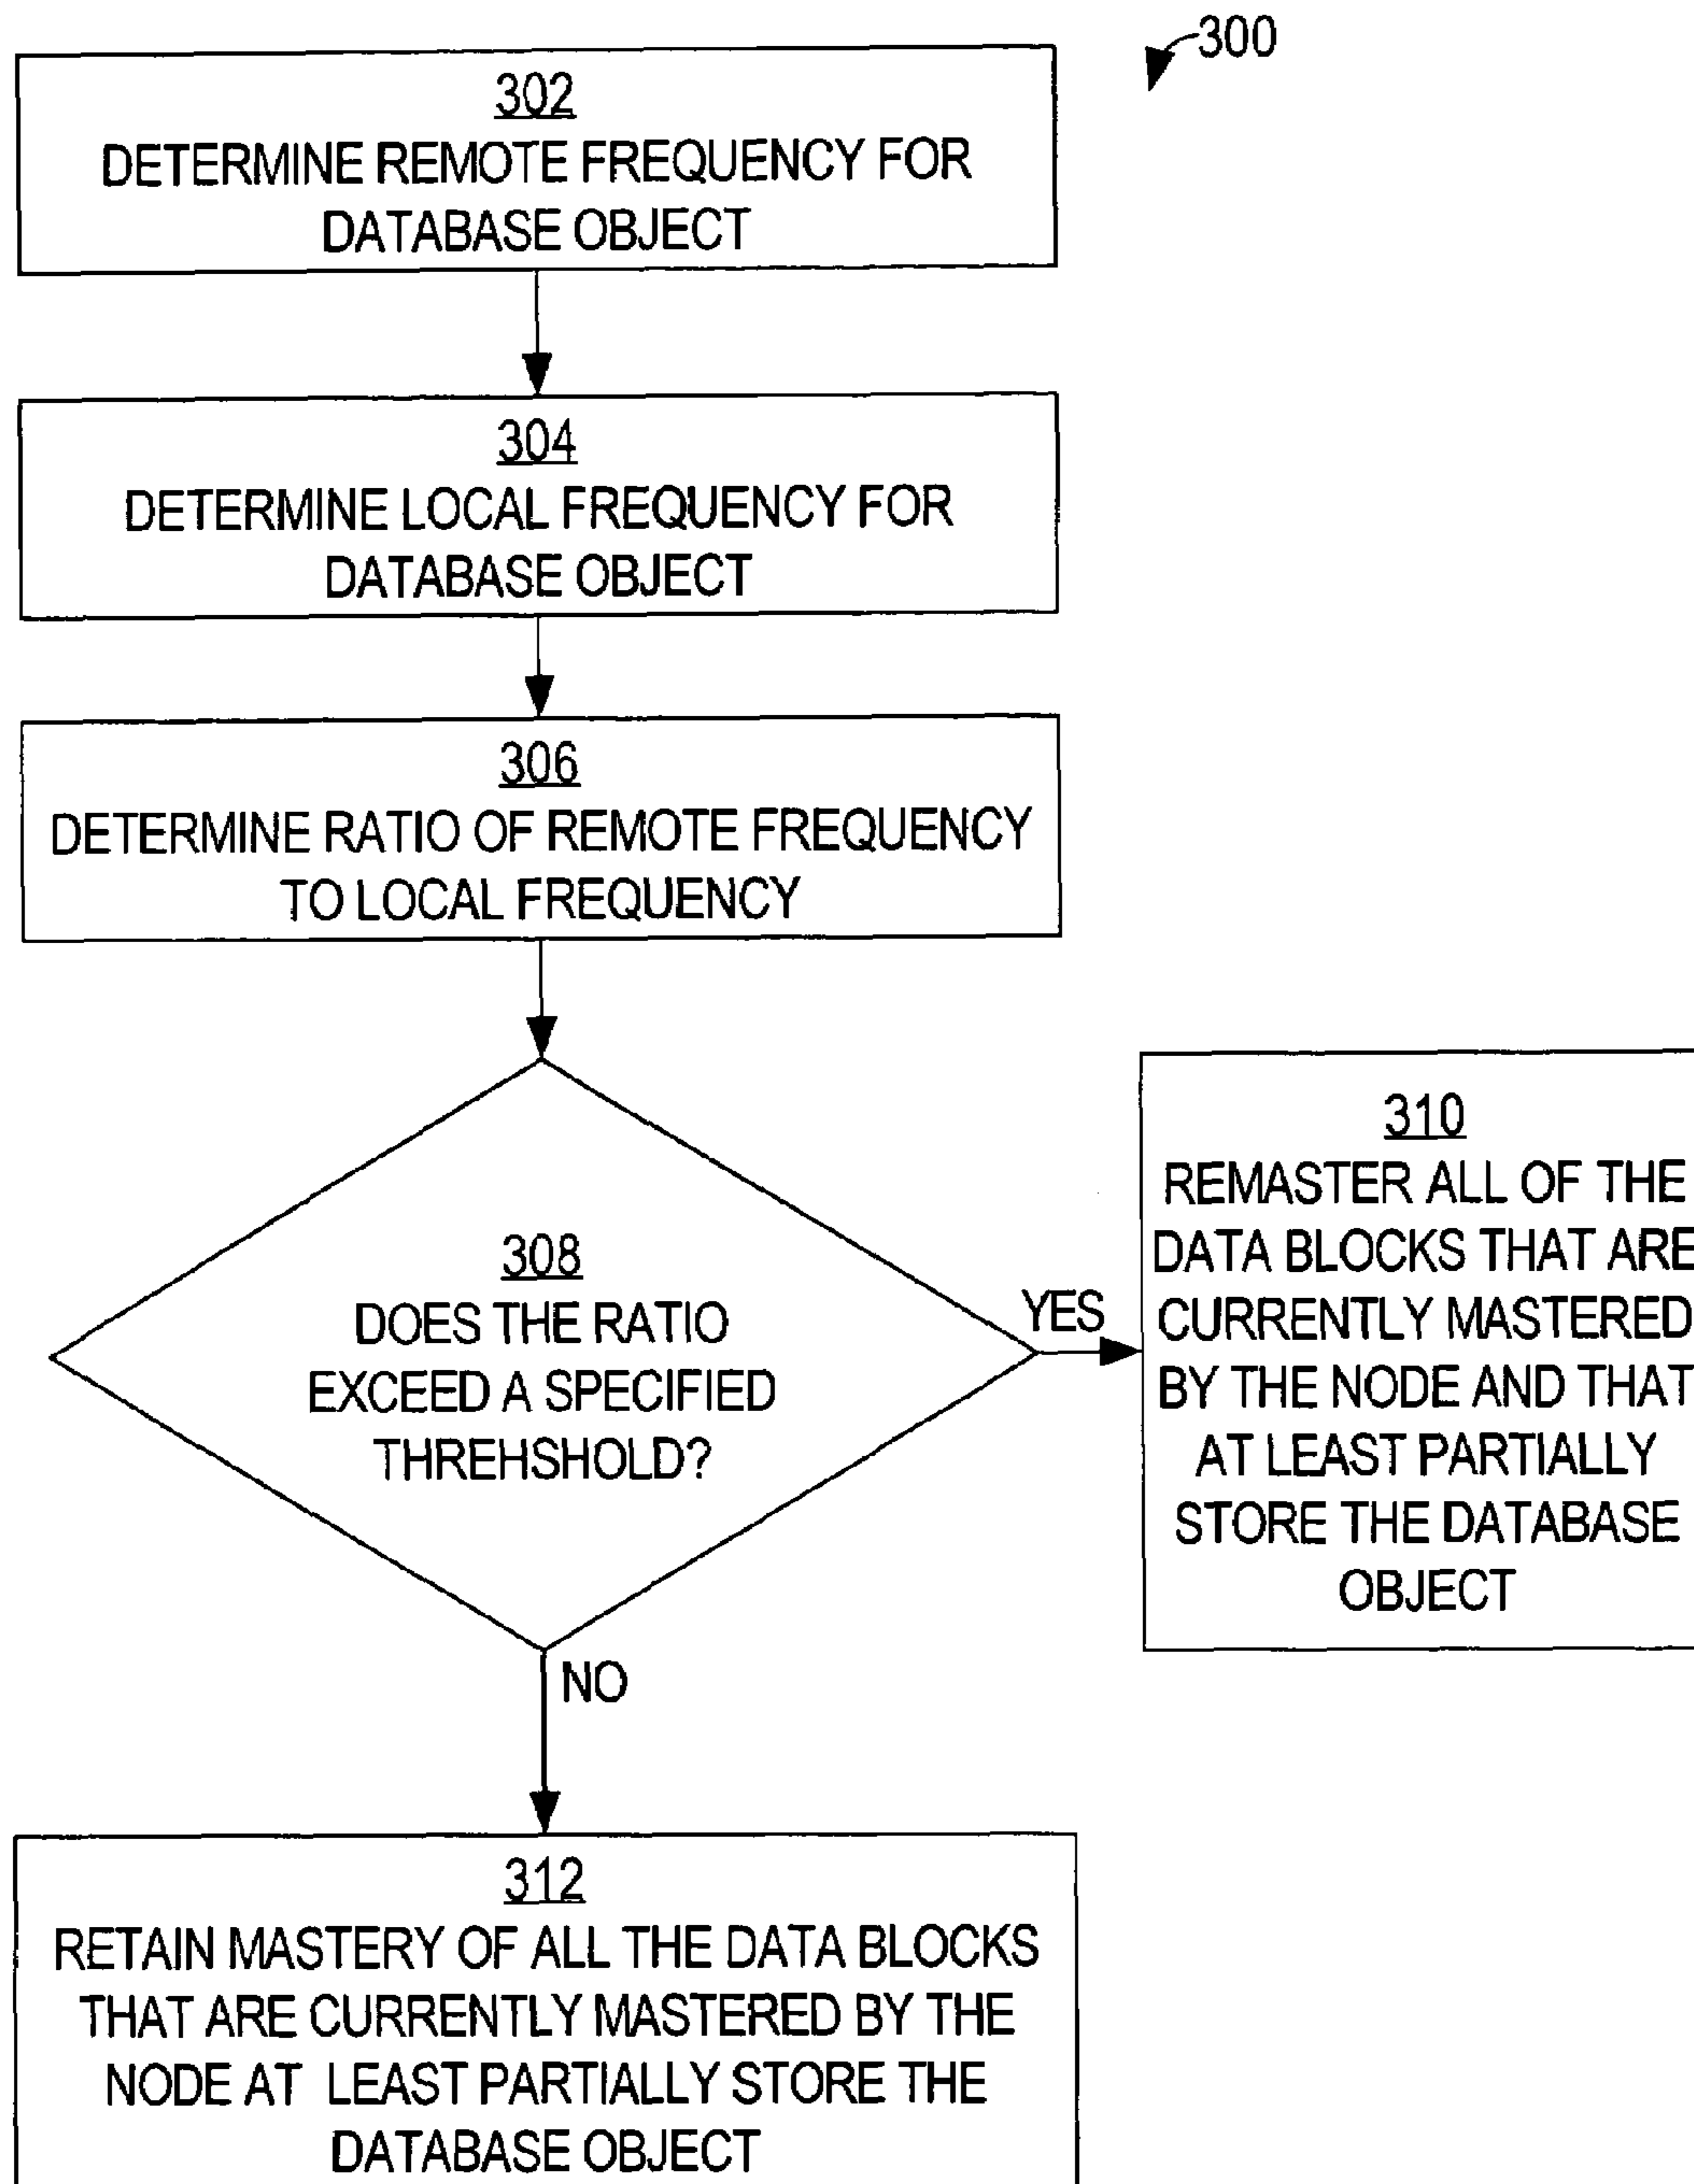 300
302
DETERMINE REMOTE FREQUENCY FOR
DATABASE OBJECT
304
DETERMINE LOCAL FREQUENCY FOR
DATABASE OBJECT
306
DETERMINE RATIO OF REMOTE FREQUENCY
TO LOCAL FREQUENCY
308
DOES THE RATIO
EXCEED A SPECIFIED
THREHSHOLD?
YES
310
REMASTER ALL OF THE
DATA BLOCKS THAT ARE
CURRENTLY MASTERED
BY THE NODE AND THAT
AT LEAST PARTIALLY
STORE THE DATABASE
OBJECT
NO
312
RETAIN MASTERY OF ALL THE DATA BLOCKS
THAT ARE CURRENTLY MASTERED BY THE
NODE AT LEAST PARTIALLY STORE THE
DATABASE OBJECT